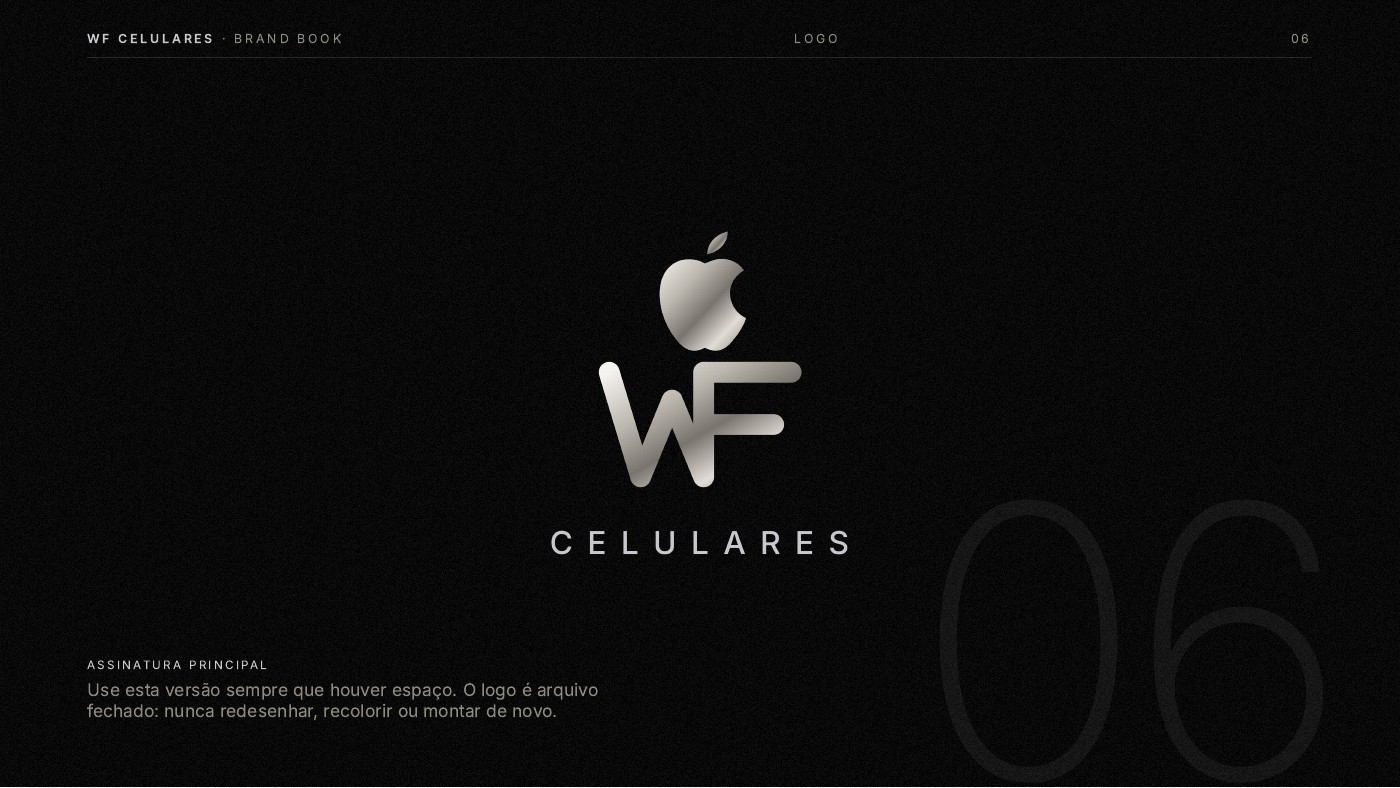 WF CELULARES · BRAND BOOK
LOGO
06
WF
CELULARES
06
ASSINATURA PRINCIPAL
Use esta versão sempre que houver espaço. O logo é arquivo
fechado: nunca redesenhar, recolorir ou montar de novo.